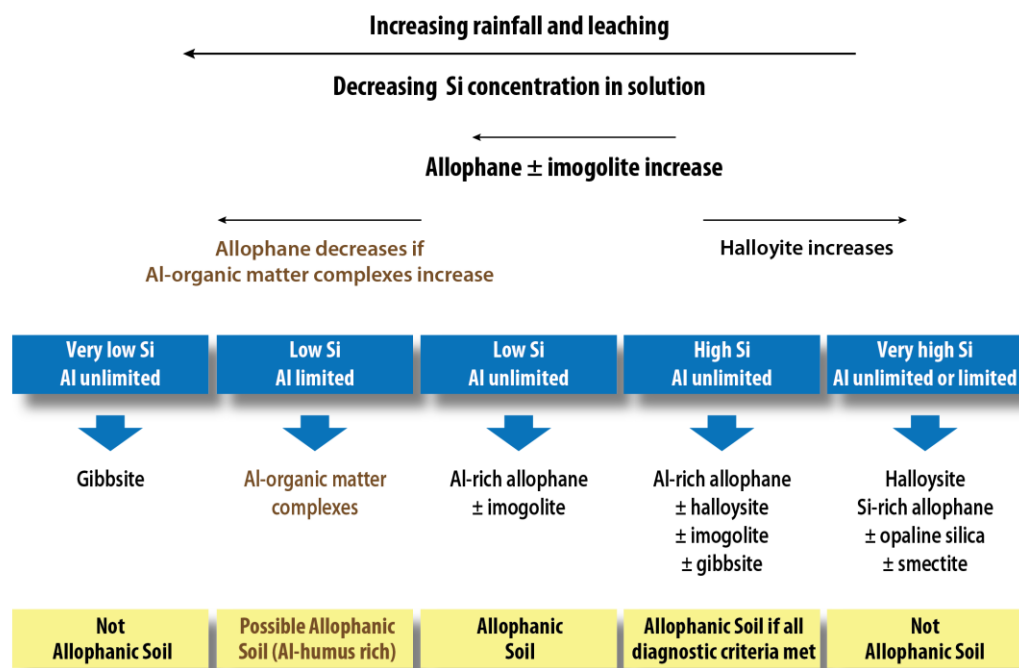 Increasing rainfall and leaching
Decreasing Si concentration in solution
Allophane ± imogolite increase
Allophane decreases if
Al-organic matter complexes increase
Halloyite increases
Very low Si
Al unlimited
Low Si
Al limited
Low Si
Al unlimited
High Si
Al unlimited
Very high Si
Al unlimited or limited
Gibbsite
Al-organic matter
complexes
Al-rich allophane
± imogolite
Al-rich allophane
± halloysite
± imogolite
± gibbsite
Halloysite
Si-rich allophane
± opaline silica
± smectite
Not
Allophanic Soil
Possible Allophanic
Soil (Al-humus rich)
Allophanic
Soil
Allophanic Soil if all
diagnostic criteria met
Not
Allophanic Soil